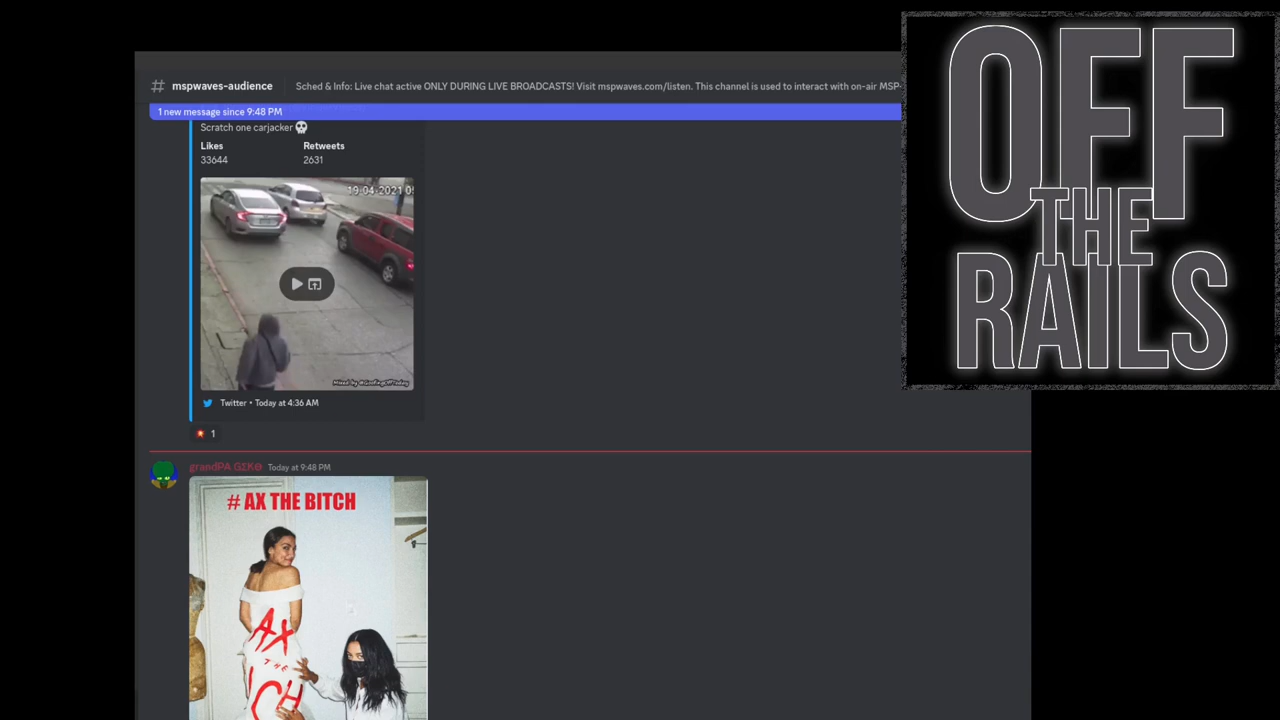 # mspwaves-audience
Sched & Info: Live chat active ONLY DURING LIVE BROADCASTS! Visit mspwaves.com/listen. This channel is used to interact with on-air MSP
1 new message since 9:48 PM
Scratch one carjacker 💀
Likes
Retweets
33644
2631
19-04-2021
Twitter • Today at 4:36 AM
1
grandPA.G1K0 Today at 9:48 PM
# AX THE BITCH
AX
THE
ICH
OFF
THE
RAILS